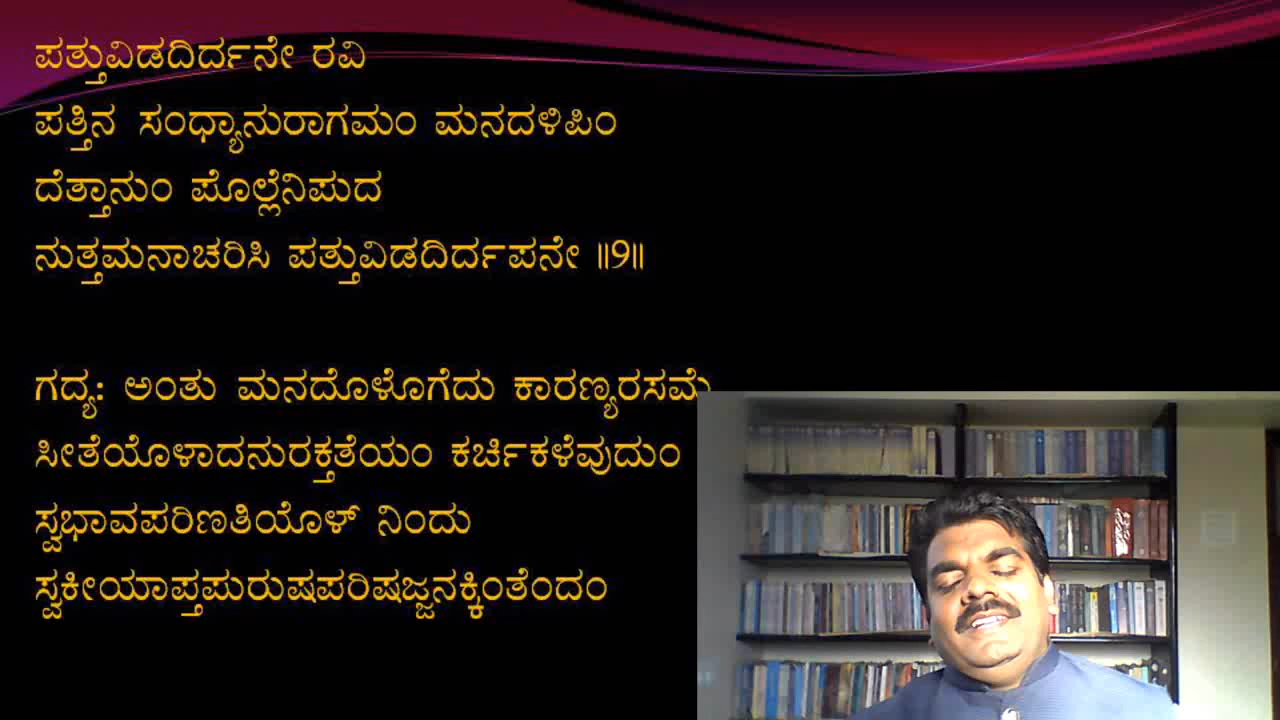 ಪತ್ತುವಿಡದಿರ್ದನೇ ರವಿ
ಪತ್ತಿನ ಸಂಧ್ಯಾನುರಾಗಮಂ ಮನದಳಿಪಿಂ
ದೆತ್ತಾನುಂ ಪೊಲ್ಲೆನಿಪುದ
ನುತ್ತಮನಾಚರಿಸಿ ಪತ್ತುವಿಡದಿರ್ದಪನೇ ॥9॥
ಗದ್ಯ: ಅಂತು ಮನದೊಳೊಗೆದು ಕಾರಣ್ಯರಸಮೆ
ಸೀತೆಯೊಳಾದನುರಕ್ತತೆಯಂ ಕರ್ಚಿಕಳೆವುದುಂ
ಸ್ವಭಾವಪರಿಣತಿಯೊಳ್ ನಿಂದು
ಸ್ವಕೀಯಾಪ್ತಪುರುಷಪರಿಷಜ್ಜನಕ್ಕಿಂತೆಂದಂ